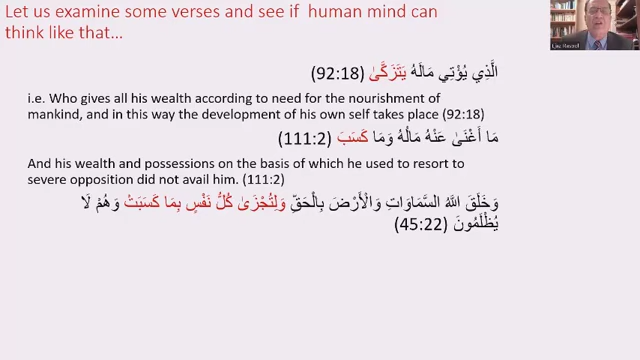 Let us examine some verses and see if human mind can
think like that...
الَّذِي يُؤْتِي مَالَهُ يَتَزَكَّىٰ (92:18)
i.e. Who gives all his wealth according to need for the nourishment of
mankind, and in this way the development of his own self takes place (92:18)
مَا أَغْنَىٰ عَنْهُ مَالُهُ وَمَا كَسَبَ (111:2)
And his wealth and possessions on the basis of which he used to resort to
severe opposition did not avail him. (111:2)
وَخَلَقَ اللَّهُ السَّمَاوَاتِ وَالْأَرْضَ بِالْحَقِّ وَلِتُجْزَىٰ كُلُّ نَفْسٍ بِمَا كَسَبَتْ وَهُمْ لَا
يُظْلَمُونَ (45:22)